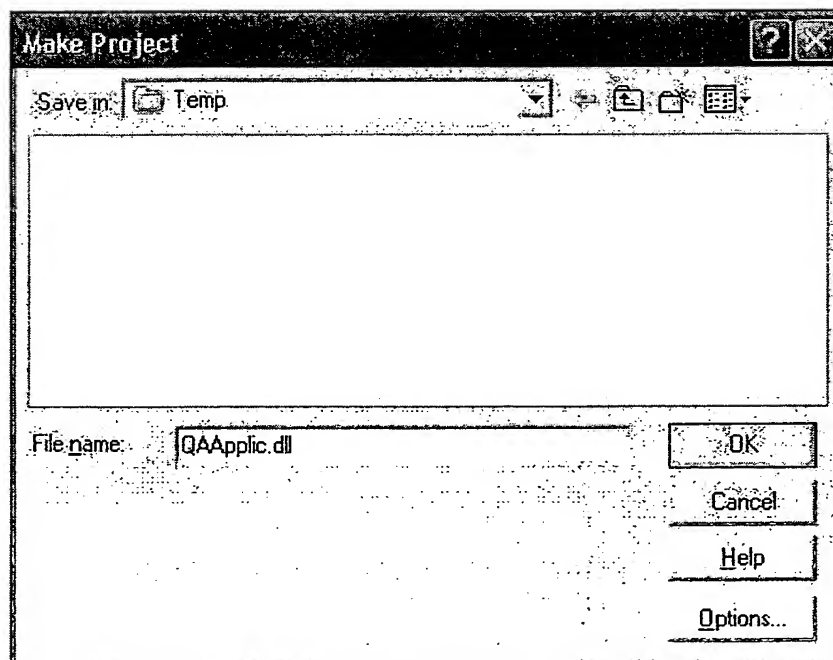 Make Project
Save in: Temp
File name: QAApplic.dll
OK
Cancel
Help
Options...